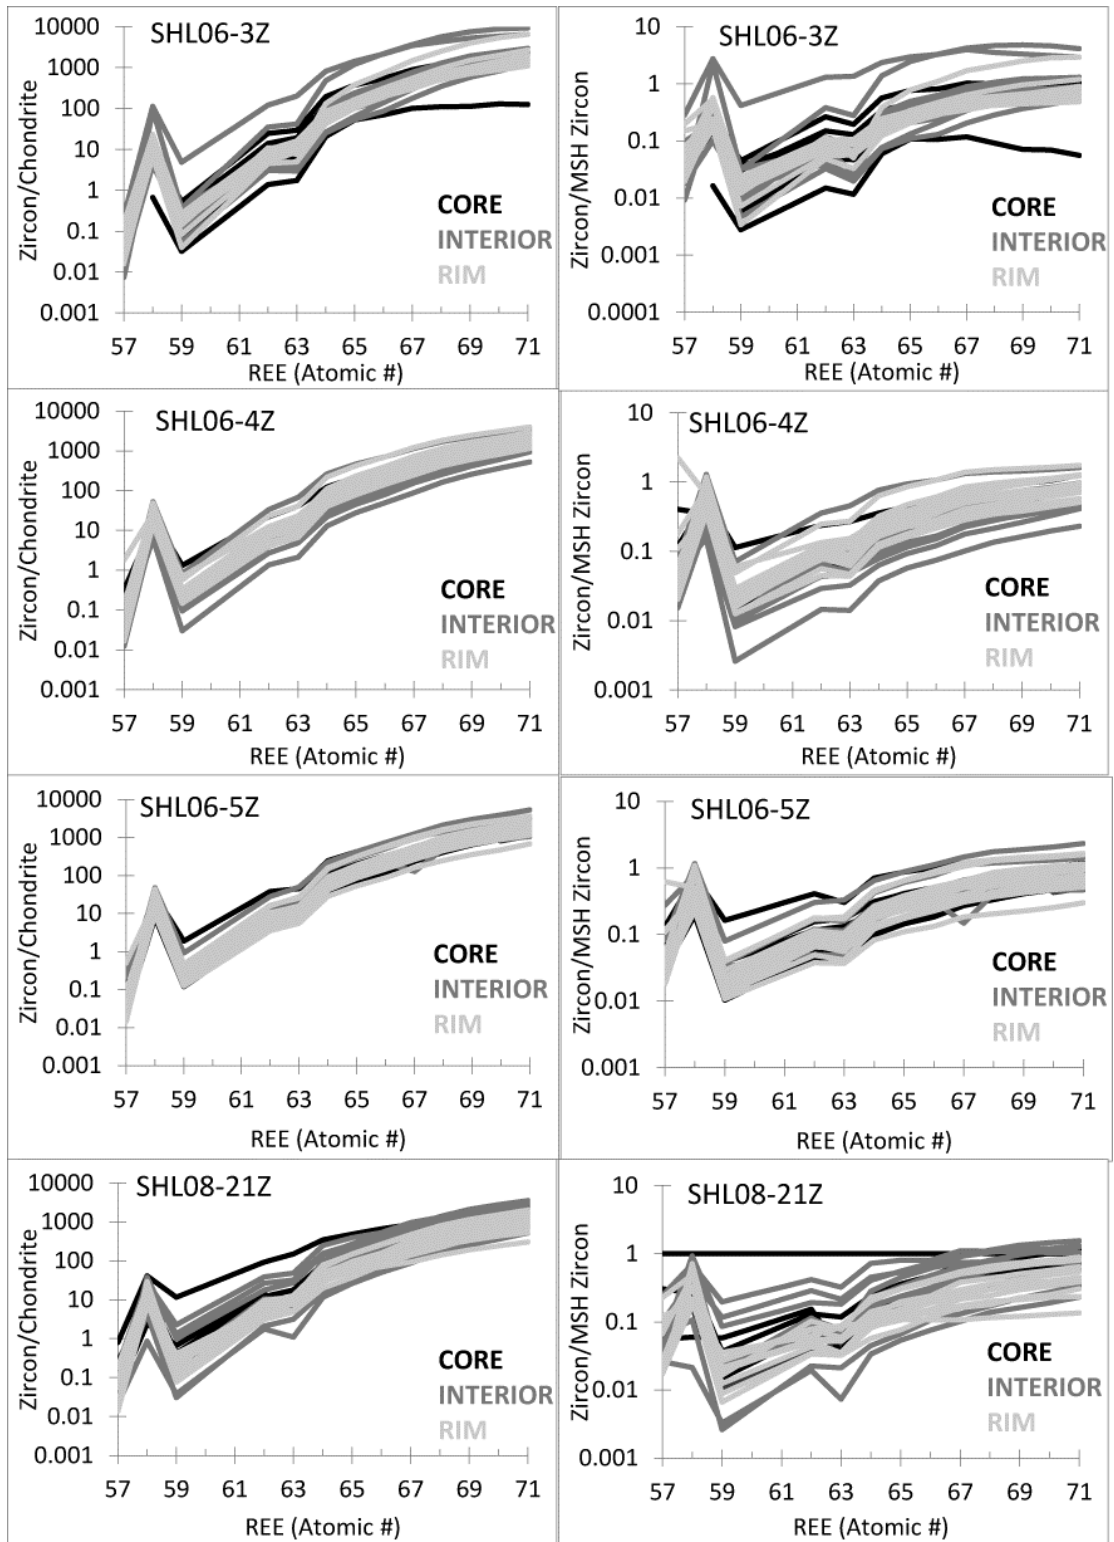 SHL06-3Z
Zircon/Chondrite
10000
1000
100
10
1
0.1
0.01
0.001
CORE
INTERIOR
RIM
57 59 61 63 65 67 69 71
REE (Atomic #)
SHL06-3Z
Zircon/MSH Zircon
10
1
0.1
0.01
0.001
0.0001
CORE
INTERIOR
RIM
57 59 61 63 65 67 69 71
REE (Atomic #)
SHL06-4Z
Zircon/Chondrite
10000
1000
100
10
1
0.1
0.01
0.001
CORE
INTERIOR
RIM
57 59 61 63 65 67 69 71
REE (Atomic #)
SHL06-4Z
Zircon/MSH Zircon
10
1
0.1
0.01
0.001
CORE
INTERIOR
RIM
57 59 61 63 65 67 69 71
REE (Atomic #)
SHL06-5Z
Zircon/Chondrite
10000
1000
100
10
1
0.1
0.01
0.001
CORE
INTERIOR
RIM
57 59 61 63 65 67 69 71
REE (Atomic #)
SHL06-5Z
Zircon/MSH Zircon
10
1
0.1
0.01
0.001
CORE
INTERIOR
RIM
57 59 61 63 65 67 69 71
REE (Atomic #)
SHL08-21Z
Zircon/Chondrite
10000
1000
100
10
1
0.1
0.01
0.001
CORE
INTERIOR
RIM
57 59 61 63 65 67 69 71
REE (Atomic #)
SHL08-21Z
Zircon/MSH Zircon
10
1
0.1
0.01
0.001
CORE
INTERIOR
RIM
57 59 61 63 65 67 69 71
REE (Atomic #)